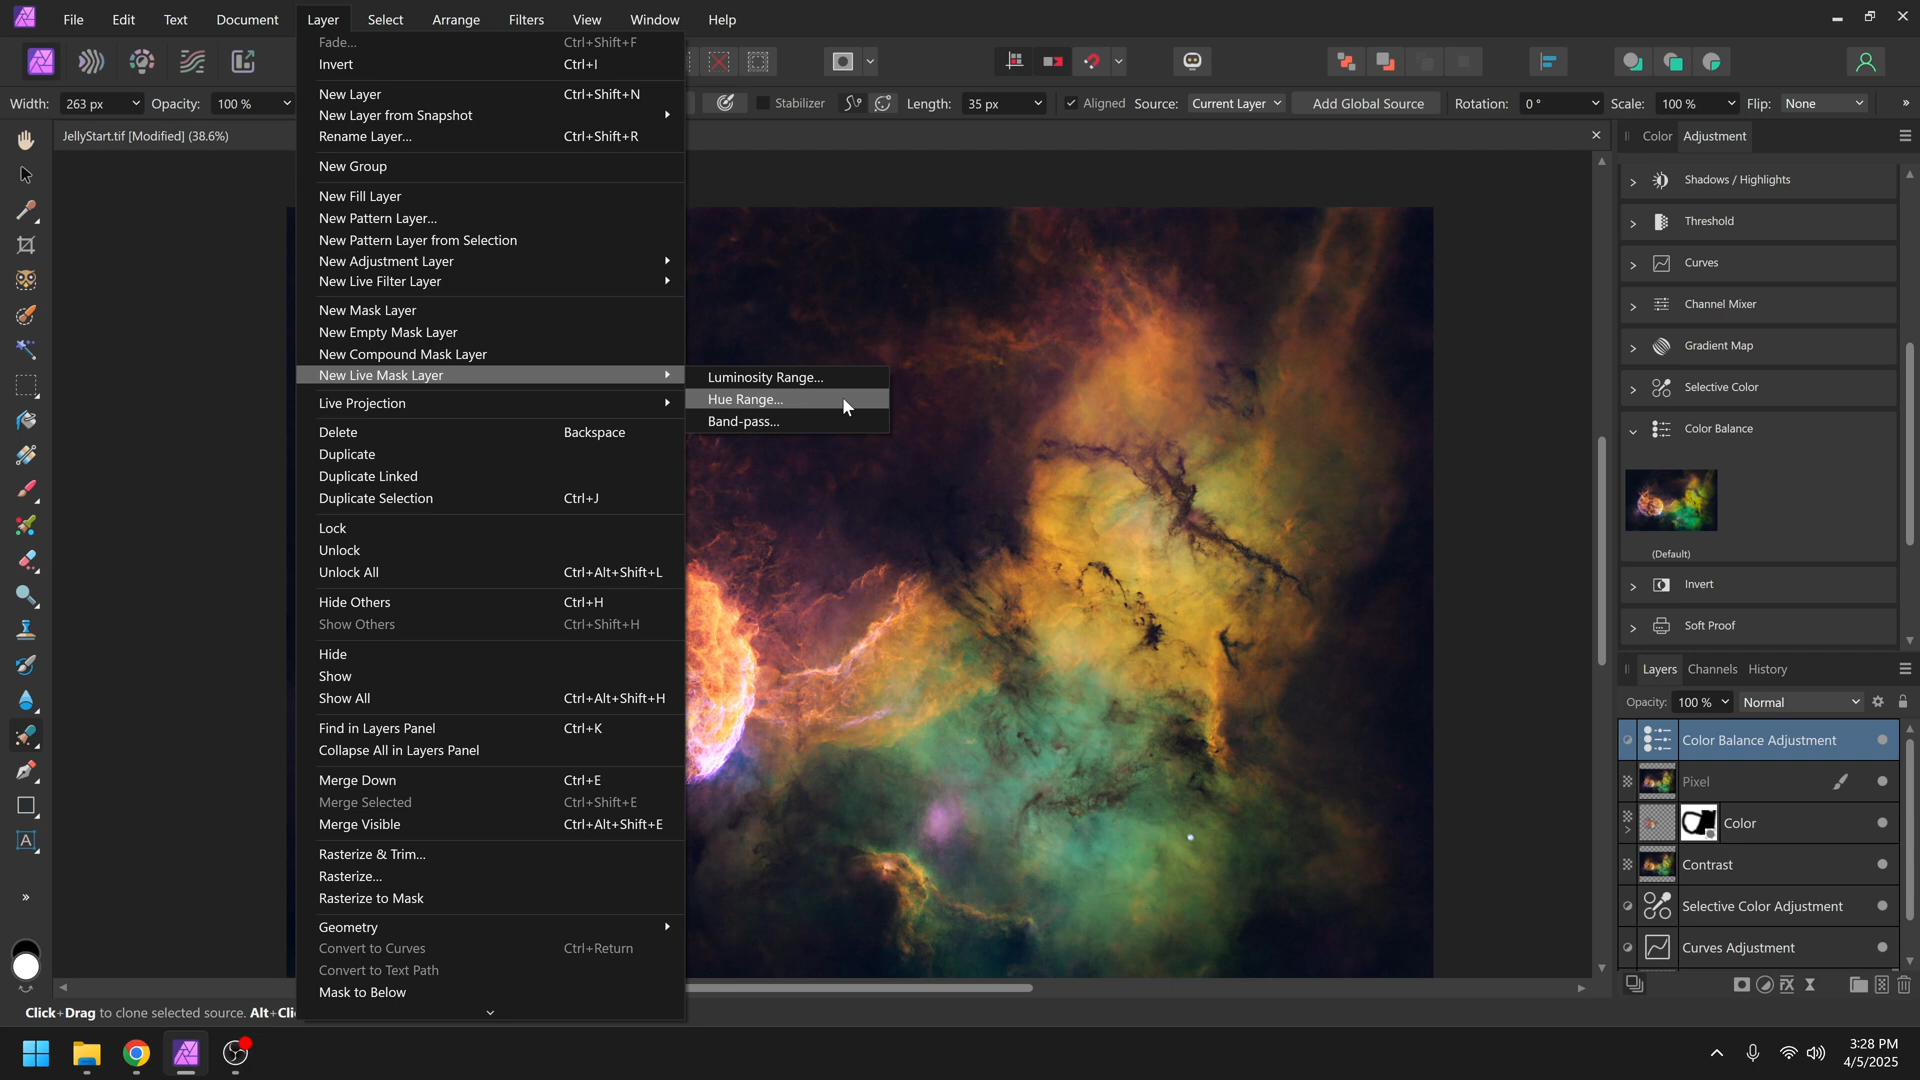 File Edit Text Document Layer Select Arrange Filters View Window Help
Width: 263 px Opacity: 100 % Stabilizer Length: 35 px Aligned Source: Current Layer Add Global Source Rotation: 0 ° Scale: 100 % Flip: None »
JellyStart.tif [Modified] (38.6%)
Fade... Ctrl+Shift+F
Invert Ctrl+I
New Layer Ctrl+Shift+N
New Layer from Snapshot
Rename Layer... Ctrl+Shift+R
New Group
New Fill Layer
New Pattern Layer...
New Pattern Layer from Selection
New Adjustment Layer
New Live Filter Layer
New Mask Layer
New Empty Mask Layer
New Compound Mask Layer
New Live Mask Layer
Live Projection
Delete Backspace
Duplicate
Duplicate Linked
Duplicate Selection Ctrl+J
Lock
Unlock
Unlock All Ctrl+Alt+Shift+L
Hide Others Ctrl+H
Show Others Ctrl+Shift+H
Hide
Show
Show All Ctrl+Alt+Shift+H
Find in Layers Panel Ctrl+K
Collapse All in Layers Panel
Merge Down Ctrl+E
Merge Selected Ctrl+Shift+E
Merge Visible Ctrl+Alt+Shift+E
Rasterize & Trim...
Rasterize...
Rasterize to Mask
Geometry
Convert to Curves Ctrl+Return
Convert to Text Path
Mask to Below
Luminosity Range...
Hue Range...
Band-pass...
Color Adjustment
Shadows / Highlights
Threshold
Curves
Channel Mixer
Gradient Map
Selective Color
Color Balance
(Default)
Invert
Soft Proof
Layers Channels History
Opacity: 100 % Normal
Color Balance Adjustment
Pixel
Color
Contrast
Selective Color Adjustment
Curves Adjustment
FX
A
»
Click+Drag to clone selected source. Alt+Cli
3:28 PM
4/5/2025